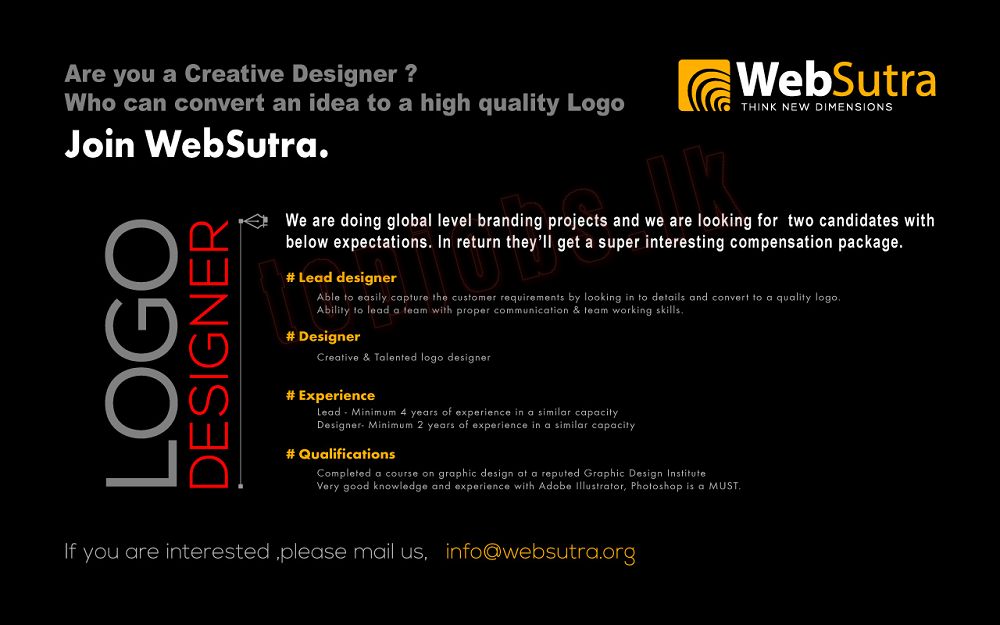 Are you a Creative Designer ?
Who can convert an idea to a high quality Logo
Join WebSutra.
WebSutra
THINK NEW DIMENSIONS
LOGO
DESIGNER
toplobs.lk
We are doing global level branding projects and we are looking for two candidates with
below expectations. In return they'll get a super interesting compensation package.
# Lead designer
Able to easily capture the customer requirements by looking in to details and convert to a quality logo.
Ability to lead a team with proper communication & team working skills.
# Designer
Creative & Talented logo designer
# Experience
Lead - Minimum 4 years of experience in a similar capacity
Designer- Minimum 2 years of experience in a similar capacity
# Qualifications
Completed a course on graphic design at a reputed Graphic Design Institute
Very good knowledge and experience with Adobe Illustrator, Photoshop is a MUST.
If you are interested ,please mail us, info@websutra.org